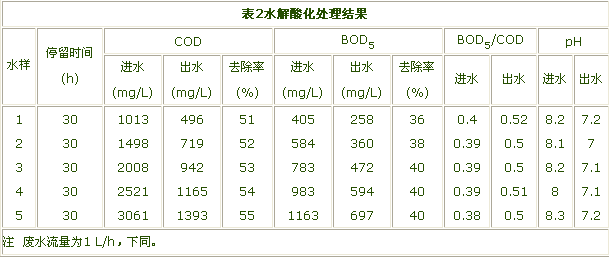 表2水解酸化处理结果
水样 停留时间(h) COD BOD5 BOD5/COD pH
进水(mg/L) 出水(mg/L) 去除率(%) 进水(mg/L) 出水(mg/L) 去除率(%) 进水 出水 进水 出水
1 30 1013 496 51 405 258 36 0.4 0.52 8.2 7.2
2 30 1498 719 52 584 360 38 0.39 0.5 8.1 7
3 30 2008 942 53 783 472 40 0.39 0.5 8.2 7.1
4 30 2521 1165 54 983 594 40 0.39 0.51 8 7.1
5 30 3061 1393 55 1163 697 40 0.38 0.5 8.3 7.2
注 废水流量为1 L/h，下同。